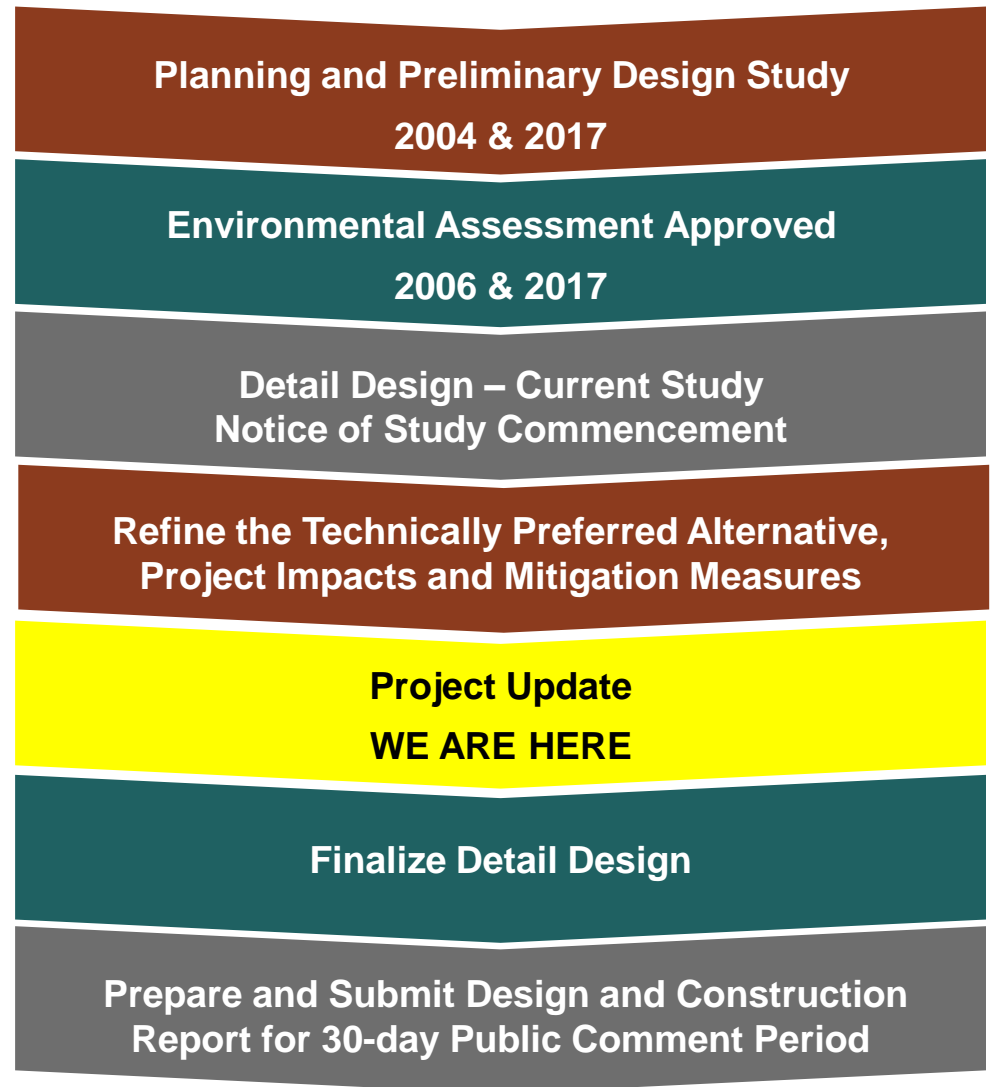 Planning and Preliminary Design Study
2004 & 2017
Environmental Assessment Approved
2006 & 2017
Detail Design – Current Study
Notice of Study Commencement
Refine the Technically Preferred Alternative,
Project Impacts and Mitigation Measures
Project Update
WE ARE HERE
Finalize Detail Design
Prepare and Submit Design and Construction
Report for 30-day Public Comment Period